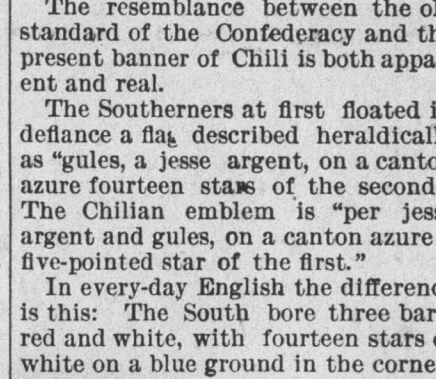 The resemblance between the ol
standard of the Confederacy and th
present banner of Chili is both appa
ent and real.
The Southerners at first floated i
defiance a flag described heraldicall
as “gules, a jesse argent, on a canto
azure fourteen stars of the second
The Chilian emblem is “per jes
argent and gules, on a canton azure
five-pointed star of the first.”
In every-day English the differenc
is this: The South bore three bar
red and white, with fourteen stars o
white on a blue ground in the corne